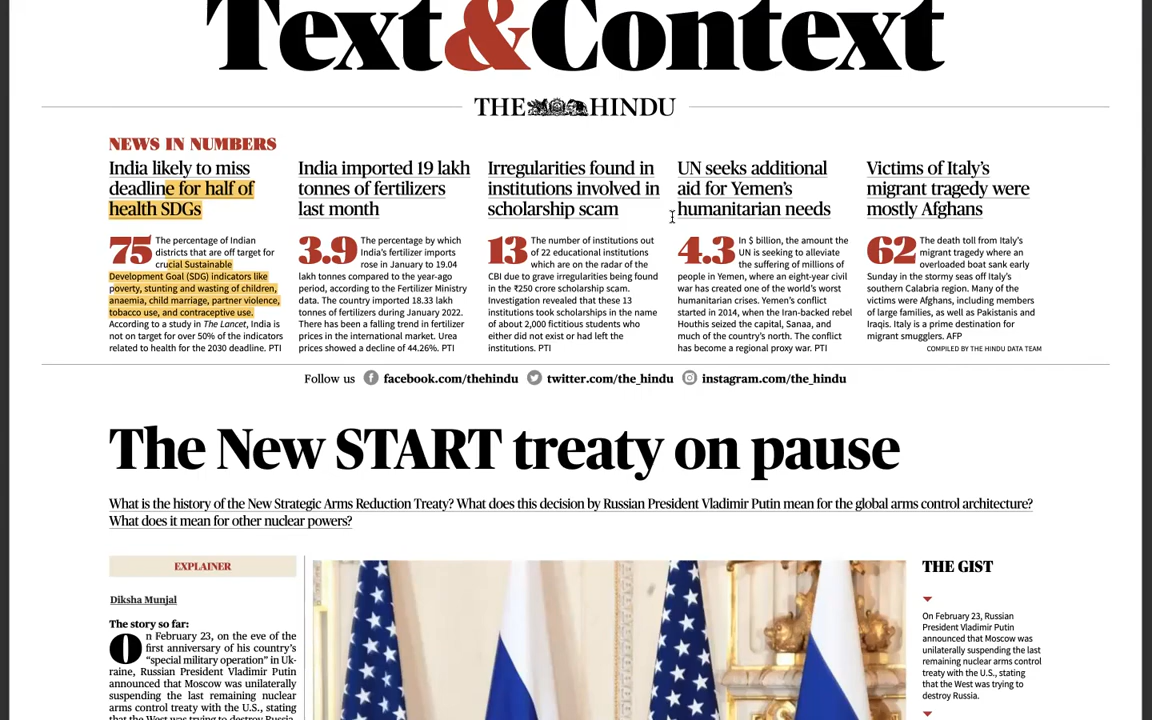 Text&Context
THE HINDU
NEWS IN NUMBERS
India likely to miss
deadline for half of
health SDGs
75 The percentage of Indian
districts that are off target for
crucial Sustainable
Development Goal (SDG) indicators like
poverty, stunting and wasting of children,
anaemia, child marriage, partner violence,
tobacco use, and contraceptive use.
According to a study in The Lancet, India is
not on target for over 50% of the indicators
related to health for the 2030 deadline. PTI
India imported 19 lakh
tonnes of fertilizers
last month
3.9 The percentage by which
India's fertilizer imports
rose in January to 19.04
lakh tonnes compared to the year-ago
period, according to the Fertilizer Ministry
data. The country imported 18.33 lakh
tonnes of fertilizers during January 2022.
There has been a falling trend in fertilizer
prices in the international market. Urea
prices showed a decline of 44.26%. PTI
Irregularities found in
institutions involved in
scholarship scam
13 The number of institutions out
of 22 educational institutions
which are on the radar of the
CBI due to grave irregularities being found
in the ₹250 crore scholarship scam.
Investigation revealed that these 13
institutions took scholarships in the name
of about 2,000 fictitious students who
either did not exist or had left the
institutions. PTI
UN seeks additional
aid for Yemen's
humanitarian needs
4.3 In $ billion, the amount the
UN is seeking to alleviate
the suffering of millions of
people in Yemen, where an eight-year civil
war has created one of the world's worst
humanitarian crises. Yemen's conflict
started in 2014, when the Iran-backed rebel
Houthis seized the capital, Sanaa, and
much of the country's north. The conflict
has become a regional proxy war. PTI
Victims of Italy's
migrant tragedy were
mostly Afghans
62 The death toll from Italy's
migrant tragedy where an
overloaded boat sank early
Sunday in the stormy seas off Italy's
southern Calabria region. Many of the
victims were Afghans, including members
of large families, as well as Pakistanis and
Iraqis. Italy is a prime destination for
migrant smugglers. AFP
COMPILED BY THE HINDU DATA TEAM
Follow us facebook.com/thehindu twitter.com/the_hindu instagram.com/the_hindu
The New START treaty on pause
What is the history of the New Strategic Arms Reduction Treaty? What does this decision by Russian President Vladimir Putin mean for the global arms control architecture?
What does it mean for other nuclear powers?
EXPLAINER
Diksha Munjal
The story so far:
On February 23, on the eve of the
first anniversary of his country's
“special military operation” in Uk-
raine, Russian President Vladimir Putin
announced that Moscow was unilaterally
suspending the last remaining nuclear
arms control treaty with the U.S., stating
that the West was trying to destroy Russia.
THE GIST
On February 23, Russian
President Vladimir Putin
announced that Moscow was
unilaterally suspending the last
remaining nuclear arms control
treaty with the U.S., stating
that the West was trying to
destroy Russia.